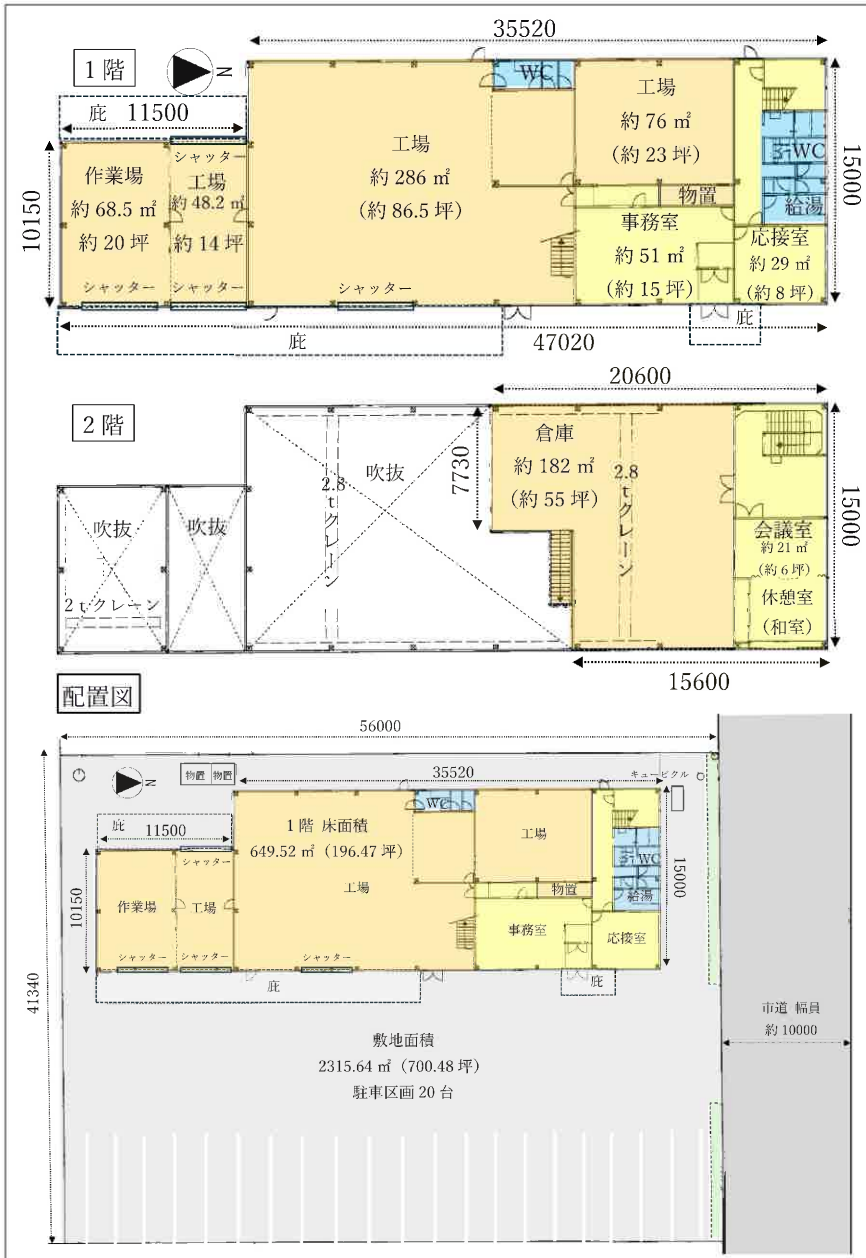 35520
1階
N
WC
庇 11500
シャッター
工場
約 76 ㎡
(約 23 坪)
WC
15000
10150
作業場
約 68.5 ㎡
約 20 坪
工場
約 48.2 ㎡
約 14 坪
工場
約 286 ㎡
(約 86.5 坪)
物置
給湯
事務室
約 51 ㎡
(約 15 坪)
応接室
約 29 ㎡
(約 8 坪)
シャッター
シャッター
シャッター
庇
庇
47020
20600
2階
吹抜
吹抜
吹抜
2.8tクレーン
7730
倉庫
約 182 ㎡
(約 55 坪)
2.8tクレーン
15000
会議室
約 21 ㎡
(約 6 坪)
休憩室
(和室)
2tクレーン
15600
配置図
56000
N
物置
物置
35520
キュービクル
庇
11500
WC
1階 床面積
649.52 ㎡ (196.47 坪)
工場
シャッター
WC
15000
10150
作業場
工場
工場
物置
給湯
事務室
応接室
シャッター
シャッター
シャッター
庇
庇
41340
市道 幅員
約 10000
敷地面積
2315.64 ㎡ (700.48 坪)
駐車区画 20 台